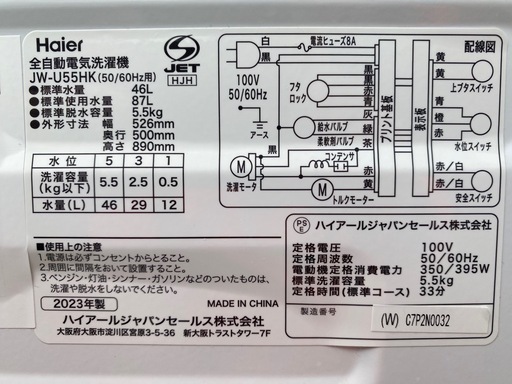 Haier
全自動電気洗濯機
JW-U55HK(50/60Hz用)
S
JET
HJH
●標準水量 46L
●標準使用水量 87L
●標準脱水容量 5.5kg
●外形寸法 幅 526mm
奥行 500mm
高さ 890mm
水 位 5 3 1
洗濯容量(kg以下) 5.5 2.5 0.5
水量(L) 46 29 12
■使用上の注意
1.電源は必ずコンセントからとること。
2.周囲に間隔をおいて設置すること。
3.ベンジン・灯油・シンナー・ガソリンなどのついたものは、
洗濯や脱水をしないでください。
2023年製
MADE IN CHINA
ハイアールジャパンセールス株式会社
大阪府大阪市淀川区宮原3-5-36 新大阪トラストタワー7F
配線図
白
電流ヒューズ8A
黒
100V
50/60Hz
アース
フタロック
黒
黒
赤
青
灰
給水バルブ
柔軟剤バルブ
紅
緑
茶
コンデンサ
M
洗濯モータ
M
トルクモーター
赤
黄
プリント基板
表示板
黄
黄
上ブタスイッチ
青
青
水位スイッチ
赤/白
赤/白
安全スイッチ
PS
E
ハイアールジャパンセールス株式会社
定格電圧 100V
定格周波数 50/60Hz
電動機定格消費電力 350/395W
標準洗濯容量 5.5kg
定格時間(標準コース) 33分
製造番号
(W) C7P2N0032